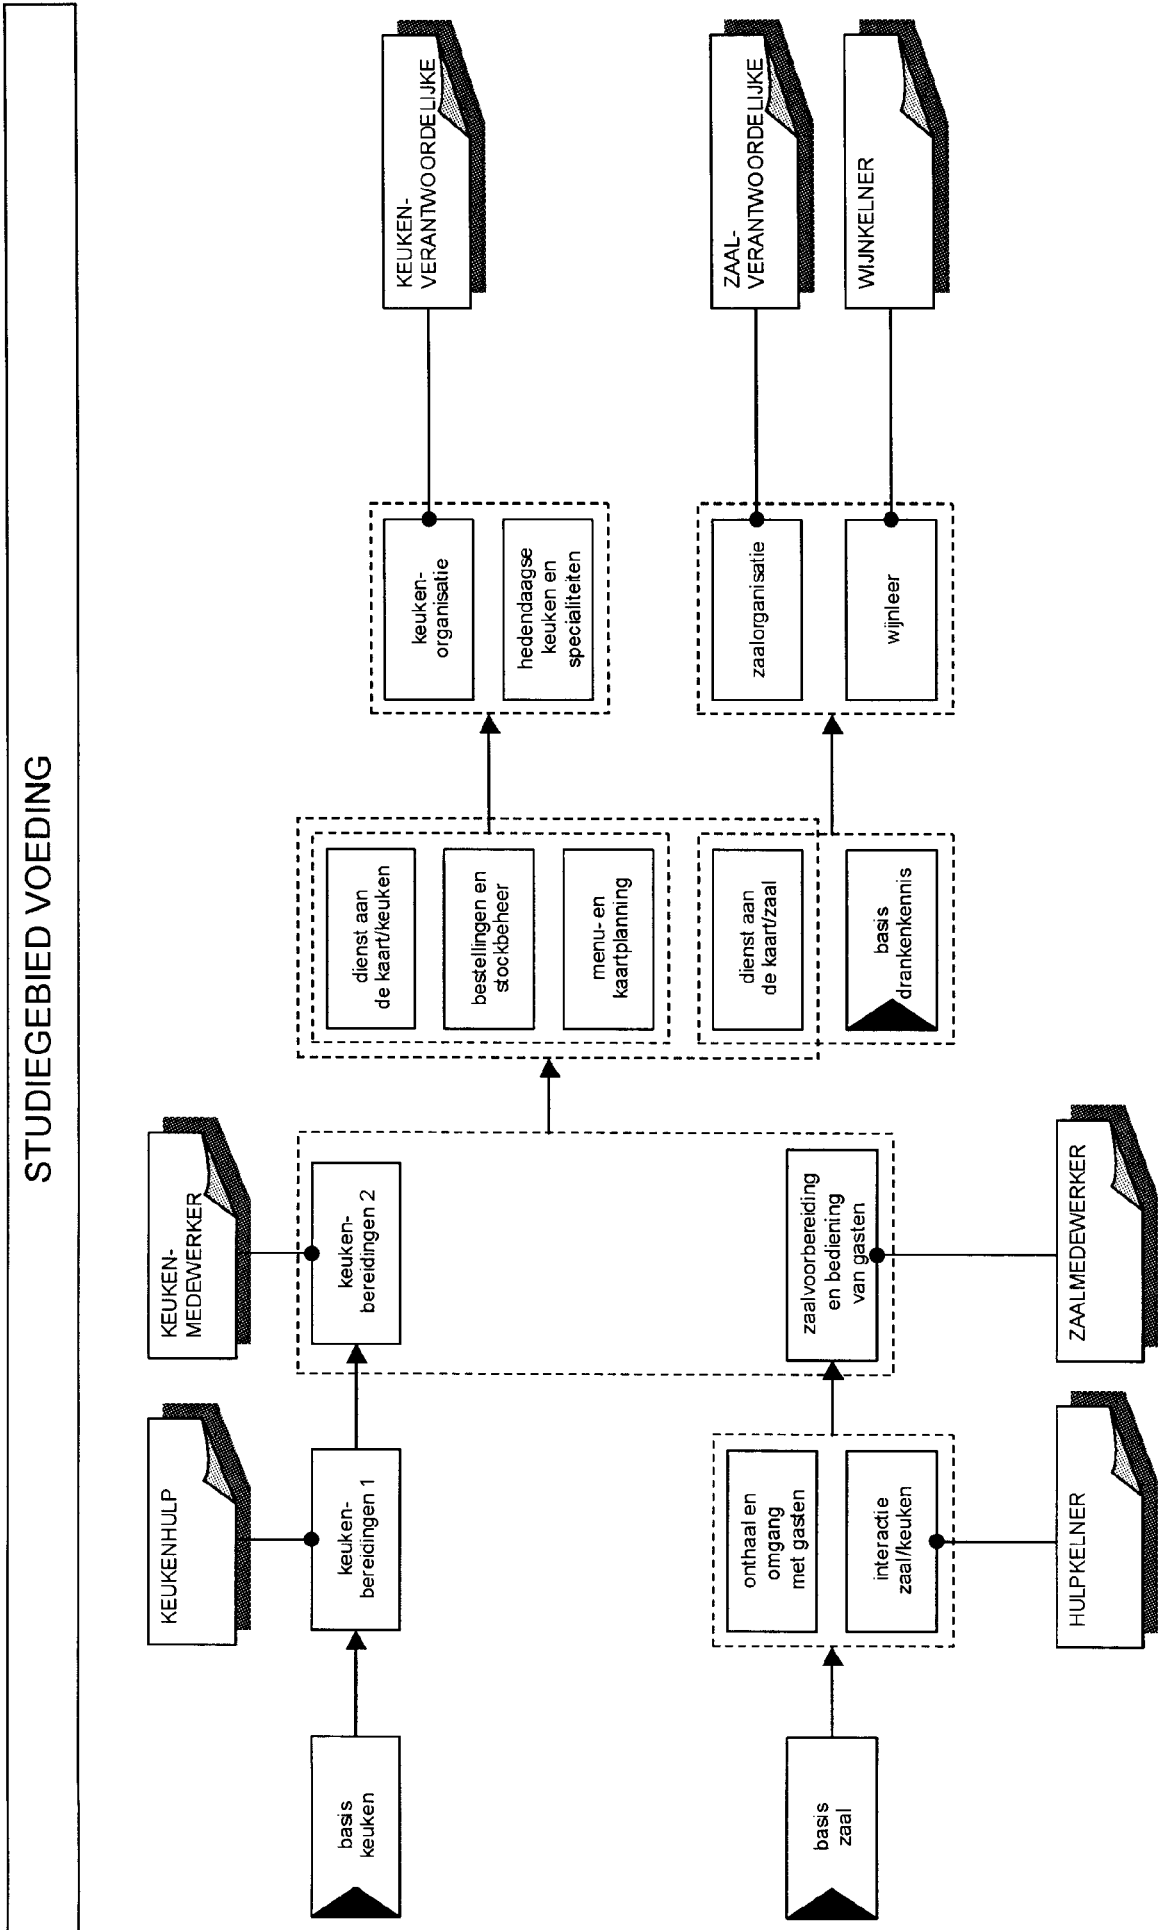 STUDIEGEBIED VOEDING
KEUKENHULP
KEUKEN-
MEDEWERKER
basis
keuken
keuken-
bereidingen 1
keuken-
bereidingen 2
dienst aan
de kaart/keuken
bestellingen en
stockbeheer
menu- en
kaartplanning
keuken-
organisatie
hedendaagse
keuken en
specialiteiten
KEUKEN-
VERANTWOORDELIJKE
basis
zaal
onthaal en
omgang
met gasten
interactie
zaal/keuken
zaalvoorbereiding
en bediening
van gasten
dienst aan
de kaart/zaal
basis
drankenkennis
zaalorganisatie
wijnleer
ZAAL-
VERANTWOORDELIJKE
WIJNKELNER
HULPKELNER
ZAALMEDEWERKER